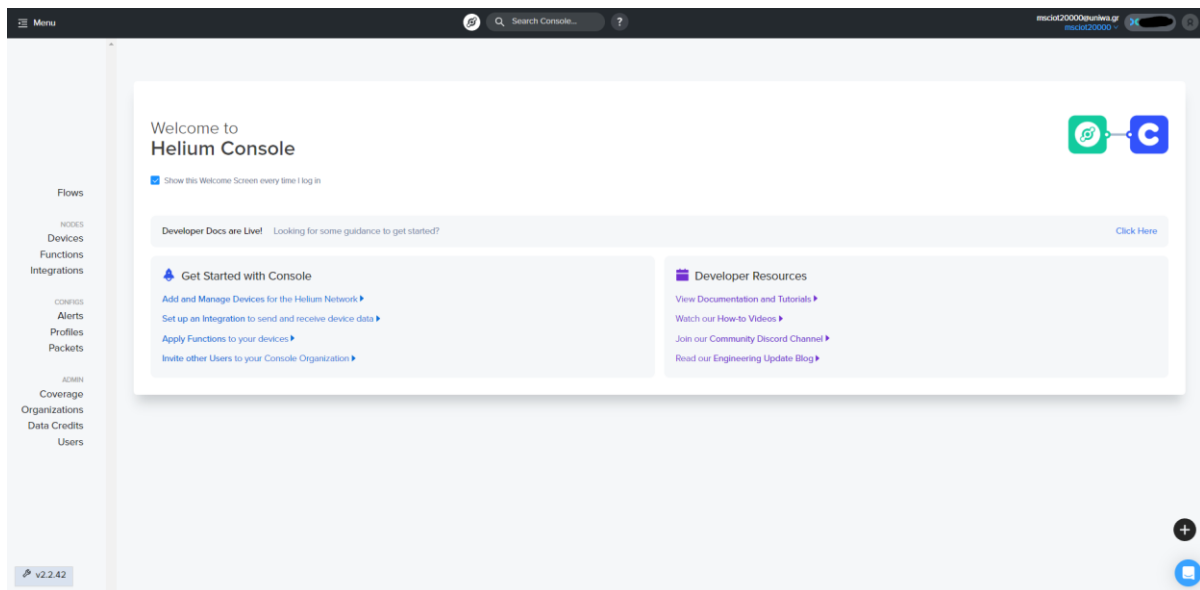 Menu
Search Console...
?
msciot20000@uniwa.gr
msciot20000
Flows
NODES
Devices
Functions
Integrations
CONFIGS
Alerts
Profiles
Packets
ADMIN
Coverage
Organizations
Data Credits
Users
v2.2.42
Welcome to
Helium Console
Show this Welcome Screen every time I log in
Developer Docs are Live! Looking for some guidance to get started? Click Here
Get Started with Console
Add and Manage Devices for the Helium Network
Set up an Integration to send and receive device data
Apply Functions to your devices
Invite other Users to your Console Organization
Developer Resources
View Documentation and Tutorials
Watch our How-to Videos
Join our Community Discord Channel
Read our Engineering Update Blog